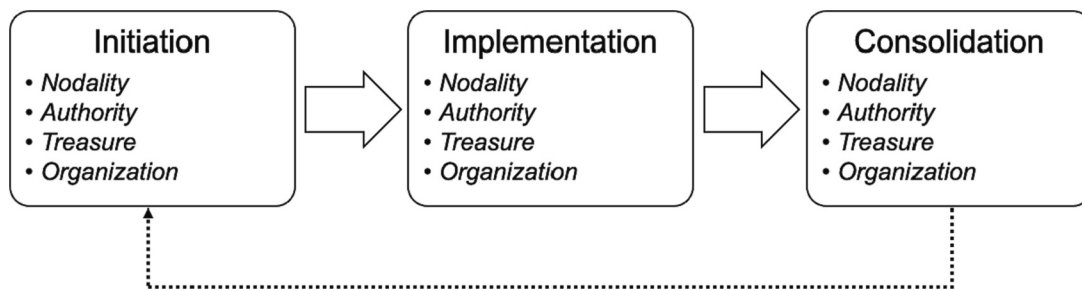 Initiation
• Nodality
• Authority
• Treasure
• Organization
Implementation
• Nodality
• Authority
• Treasure
• Organization
Consolidation
• Nodality
• Authority
• Treasure
• Organization